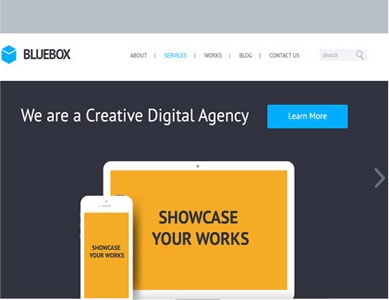 BLUEBOX
ABOUT | SERVICES | WORKS | BLOG | CONTACT US
Search
We are a Creative Digital Agency
Learn More
SHOWCASE
YOUR WORKS
SHOWCASE
YOUR WORKS